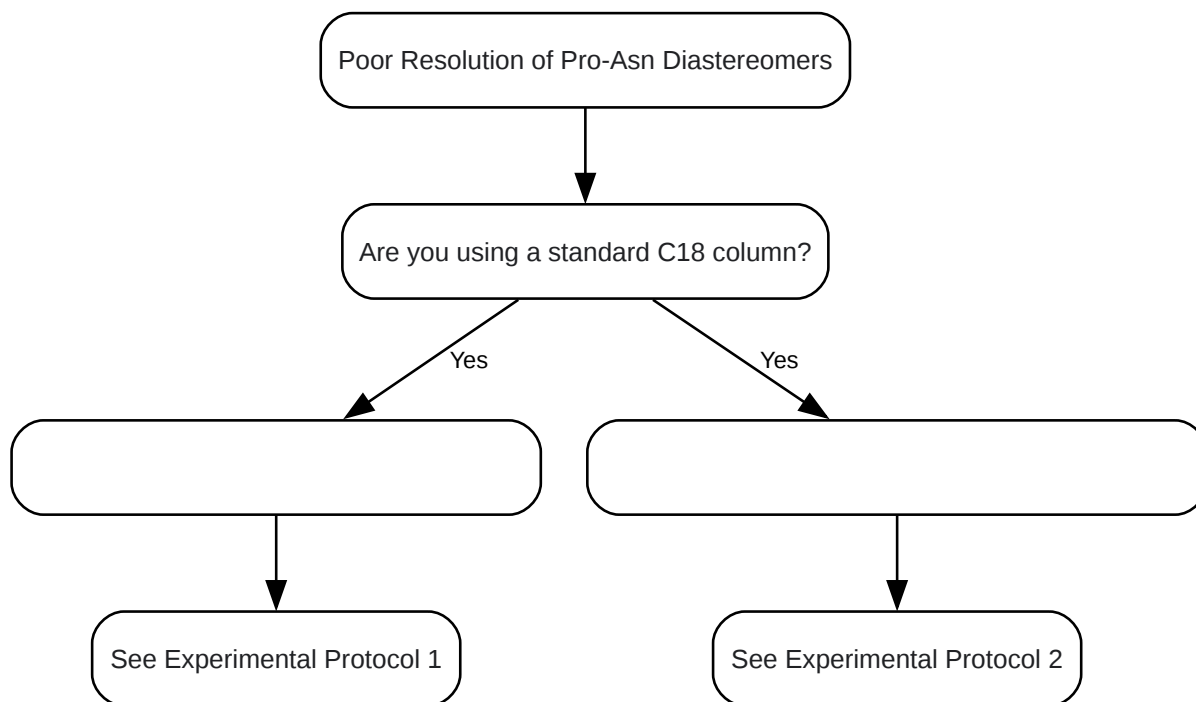 Poor Resolution of Pro-Asn Diastereomers
Are you using a standard C18 column?
Yes
Yes
See Experimental Protocol 1
See Experimental Protocol 2